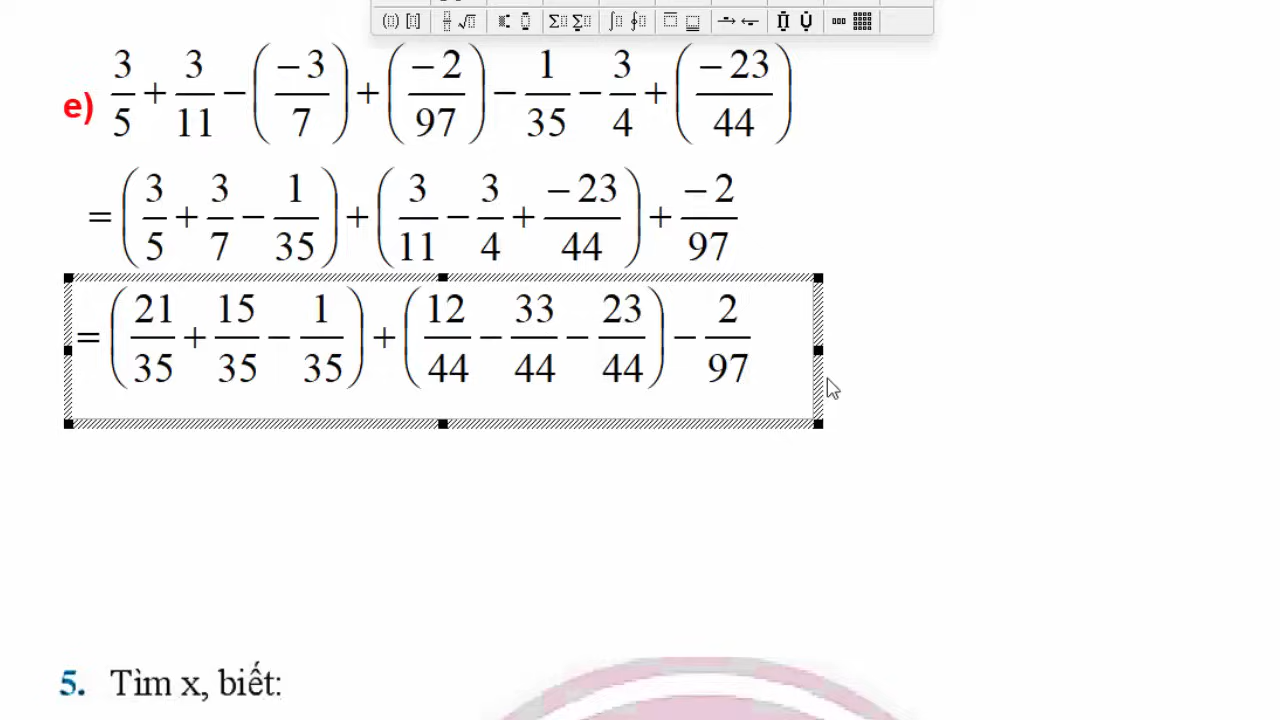 e) 3/5 + 3/11 − (−3/7) + (−2/97) − 1/35 − 3/4 + (−23/44)
= (3/5 + 3/7 − 1/35) + (3/11 − 3/4 + −23/44) + −2/97
= (21/35 + 15/35 − 1/35) + (12/44 − 33/44 − 23/44) − 2/97
5. Tìm x, biết: